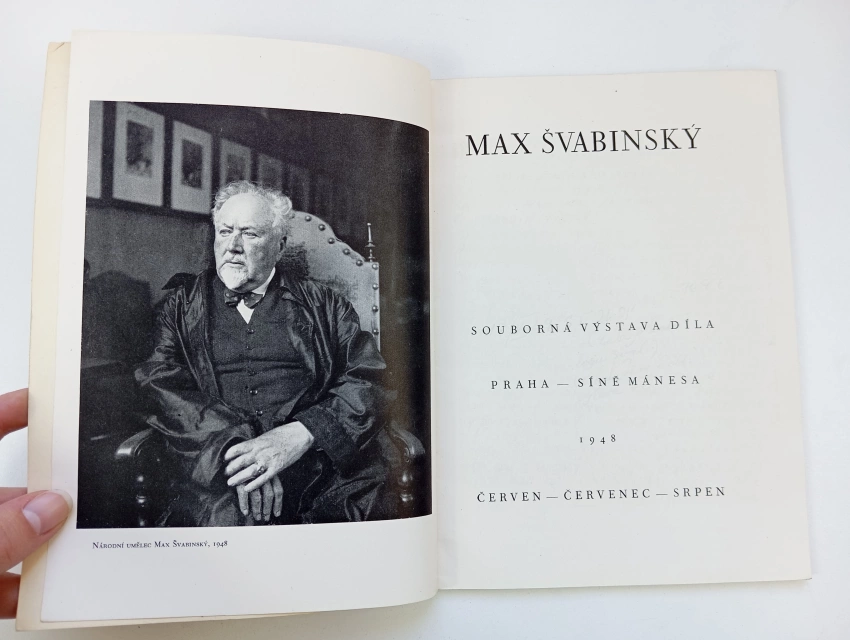 NÁRODNÍ UMĚLEC MAX ŠVABINSKÝ, 1948
MAX ŠVABINSKÝ
SOUBORNÁ VÝSTAVA DÍLA
PRAHA — SÍNĚ MÁNESA
1948
ČERVEN — ČERVENEC — SRPEN